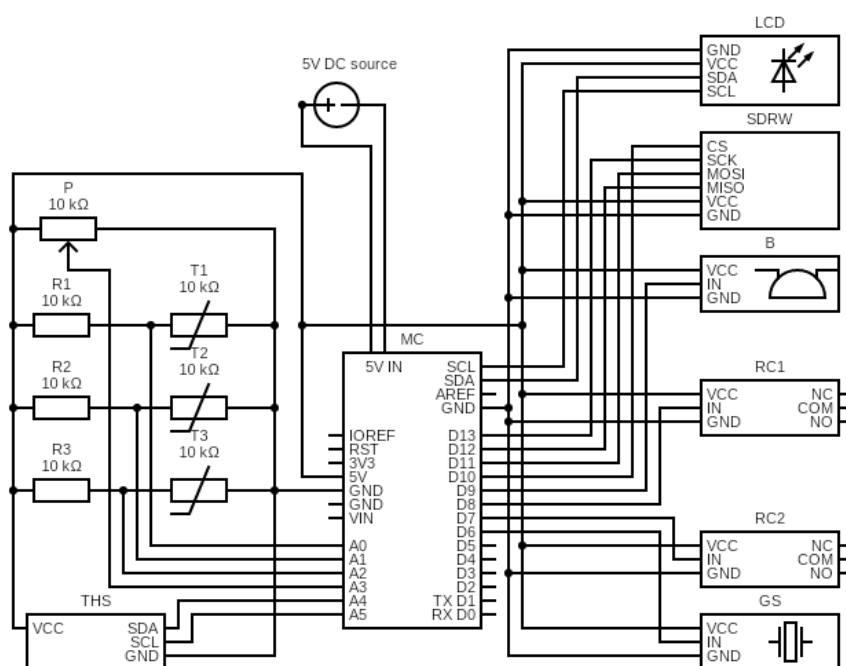 LCD
GND
VCC
SDA
SCL
5V DC source
SDRW
CS
SCK
MOSI
MISO
VCC
GND
P
10 kΩ
B
VCC
IN
GND
R1
10 kΩ
T1
10 kΩ
R2
10 kΩ
T2
10 kΩ
R3
10 kΩ
T3
10 kΩ
MC
5V IN
SCL
SDA
AREF
GND
IOREF
RST
3V3
5V
GND
GND
VIN
D13
D12
D11
D10
D9
D8
D7
D6
D5
D4
D3
D2
TX D1
RX D0
A0
A1
A2
A3
A4
A5
RC1
VCC NC
IN COM
GND NO
RC2
VCC NC
IN COM
GND NO
THS
VCC SDA
SCL
GND
GS
VCC
IN
GND